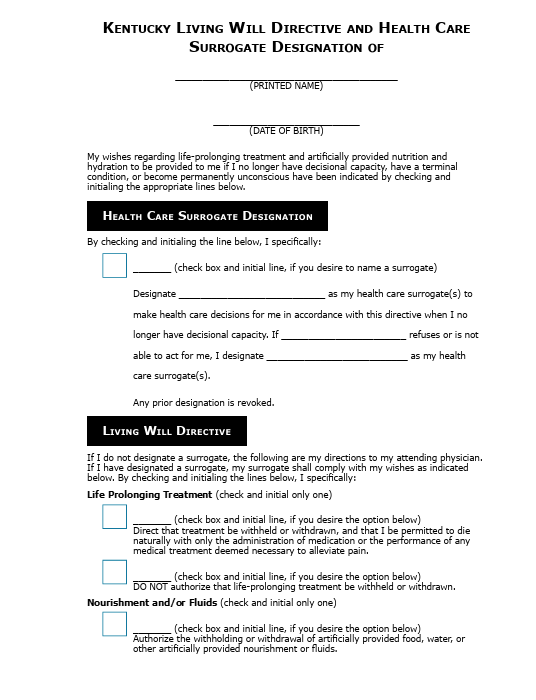 Kentucky Living Will Directive and Health Care
Surrogate Designation of
_______________________________________
(PRINTED NAME)
__________________________
(DATE OF BIRTH)
My wishes regarding life-prolonging treatment and artificially provided nutrition and
hydration to be provided to me if I no longer have decisional capacity, have a terminal
condition, or become permanently unconscious have been indicated by checking and
initialing the appropriate lines below.
Health Care Surrogate Designation
By checking and initialing the line below, I specifically:
_______ (check box and initial line, if you desire to name a surrogate)
Designate ___________________________ as my health care surrogate(s) to
make health care decisions for me in accordance with this directive when I no
longer have decisional capacity. If _______________________ refuses or is not
able to act for me, I designate __________________________ as my health
care surrogate(s).
Any prior designation is revoked.
Living Will Directive
If I do not designate a surrogate, the following are my directions to my attending physician.
If I have designated a surrogate, my surrogate shall comply with my wishes as indicated
below. By checking and initialing the lines below, I specifically:
Life Prolonging Treatment (check and initial only one)
_______ (check box and initial line, if you desire the option below)
Direct that treatment be withheld or withdrawn, and that I be permitted to die
naturally with only the administration of medication or the performance of any
medical treatment deemed necessary to alleviate pain.
_______ (check box and initial line, if you desire the option below)
DO NOT authorize that life-prolonging treatment be withheld or withdrawn.
Nourishment and/or Fluids (check and initial only one)
_______ (check box and initial line, if you desire the option below)
Authorize the withholding or withdrawal of artificially provided food, water, or
other artificially provided nourishment or fluids.